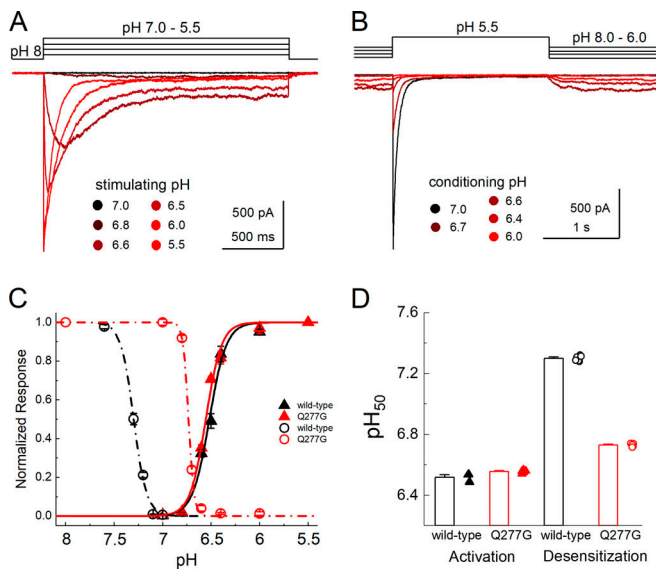 A
pH 7.0 - 5.5
pH 8
stimulating pH
7.0
6.5
6.8
6.0
6.6
5.5
500 pA
500 ms
B
pH 5.5
pH 8.0 - 6.0
conditioning pH
7.0
6.6
6.7
6.4
6.0
500 pA
1 s
C
Normalized Response
1.0
0.8
0.6
0.4
0.2
0.0
8
7.5
7
6.5
6
5.5
pH
wild-type
Q277G
wild-type
Q277G
D
pH50
7.6
7.2
6.8
6.4
wild-type
Q277G
wild-type
Q277G
Activation
Desensitization